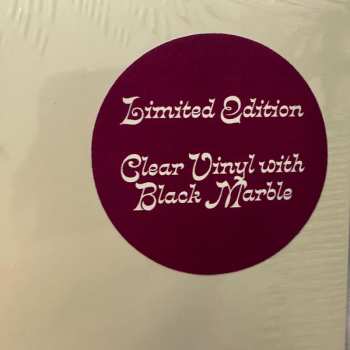 Limited Edition
Clear Vinyl with
Black Marble